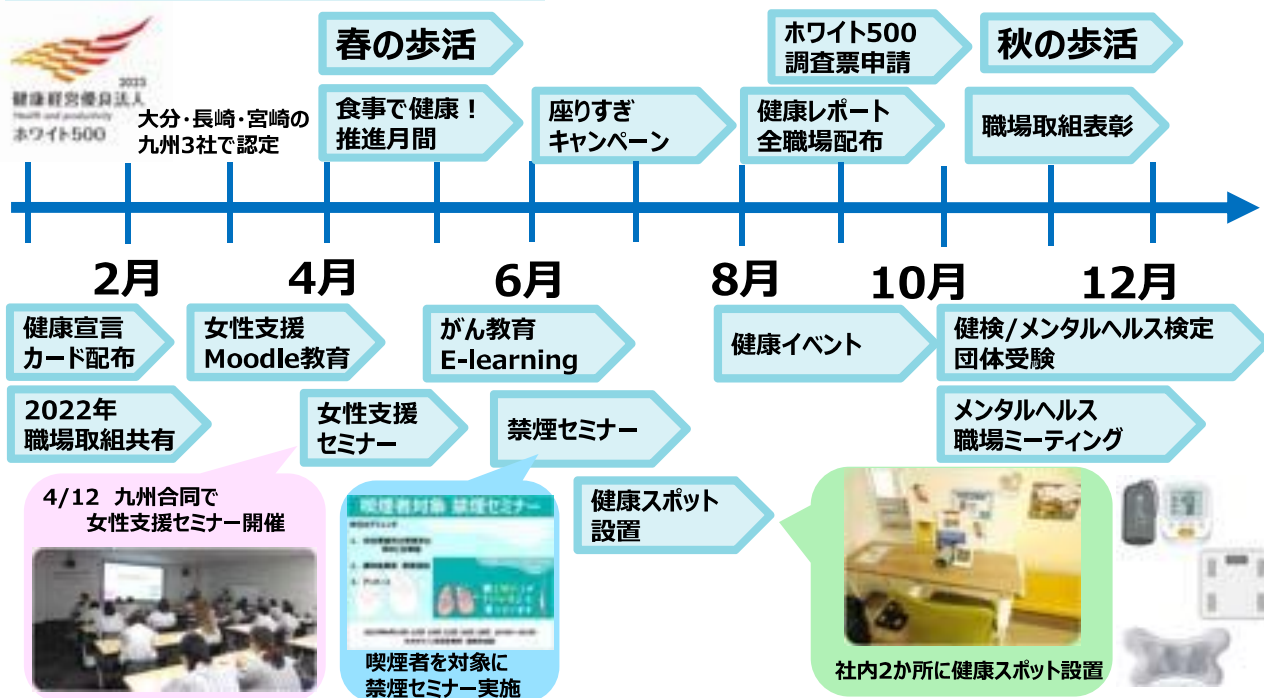 2023
健康経営優良法人
Health and productivity
ホワイト500
大分・長崎・宮崎の
九州3社で認定
春の歩活
ホワイト500
調査票申請
秋の歩活
食事で健康！
推進月間
座りすぎ
キャンペーン
健康レポート
全職場配布
職場取組表彰
2月
4月
6月
8月
10月
12月
健康宣言
カード配布
女性支援
Moodle教育
がん教育
E-learning
健康イベント
健検/メンタルヘルス検定
団体受験
2022年
職場取組共有
女性支援
セミナー
禁煙セミナー
メンタルヘルス
職場ミーティング
4/12 九州合同で
女性支援セミナー開催
喫煙者対象 禁煙セミナー
喫煙者を対象に
禁煙セミナー実施
健康スポット
設置
社内2か所に健康スポット設置